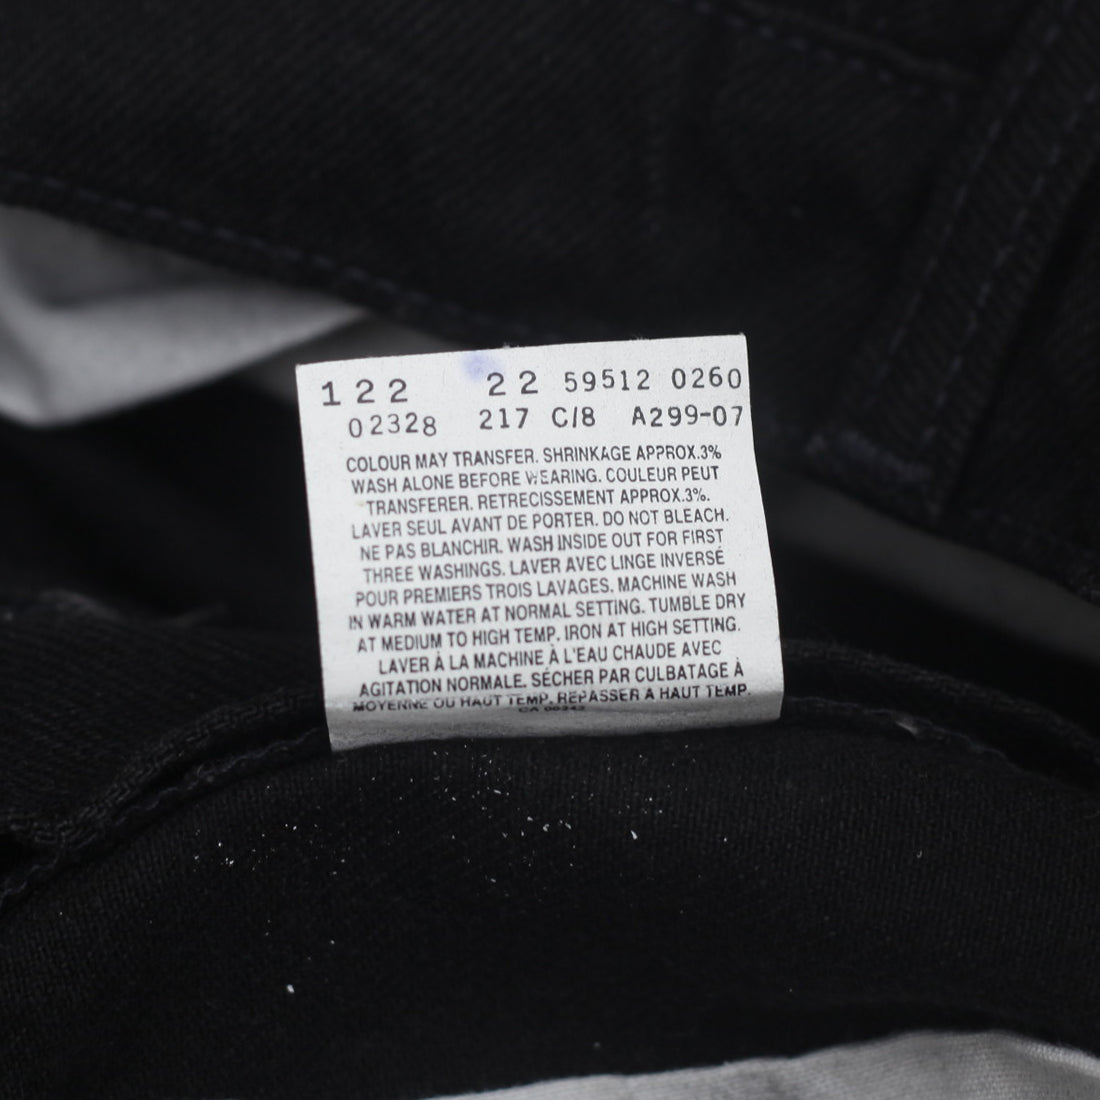 122 22 59512 0260
02328 217 C/8 A299-07
COLOUR MAY TRANSFER. SHRINKAGE APPROX.3%
WASH ALONE BEFORE WEARING. COULEUR PEUT
TRANSFERER. RETRECISSEMENT APPROX.3%.
LAVER SEUL AVANT DE PORTER. DO NOT BLEACH.
NE PAS BLANCHIR. WASH INSIDE OUT FOR FIRST
THREE WASHINGS. LAVER AVEC LINGE INVERSÉ
POUR PREMIERS TROIS LAVAGES. MACHINE WASH
IN WARM WATER AT NORMAL SETTING. TUMBLE DRY
AT MEDIUM TO HIGH TEMP. IRON AT HIGH SETTING.
LAVER À LA MACHINE À L'EAU CHAUDE AVEC
AGITATION NORMALE. SÉCHER PAR CULBATAGE À
MOYENNE OU HAUT TEMP. REPASSER A HAUT TEMP.